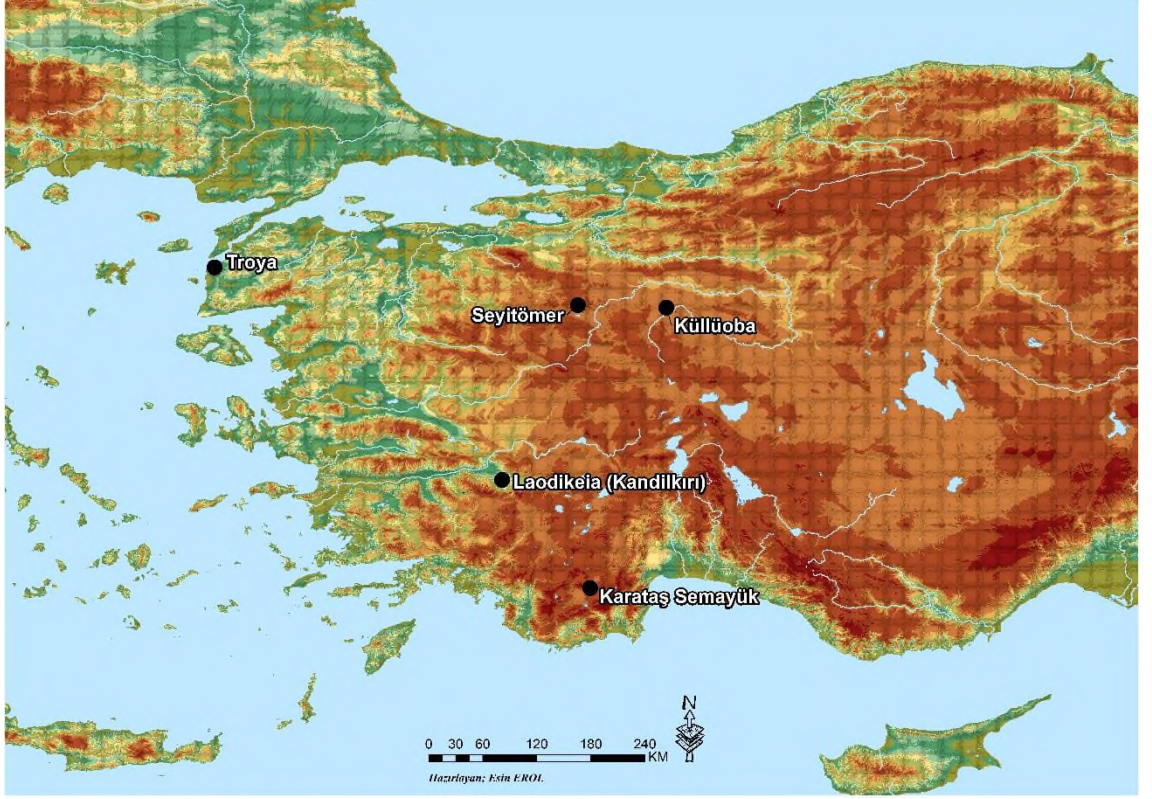 Troya
Seyitömer
Küllüoba
Laodikeia (Kandilkırı)
Karataş Semayük
N
0 30 60 120 180 240
KM
Hazırlayan; Esin EROL